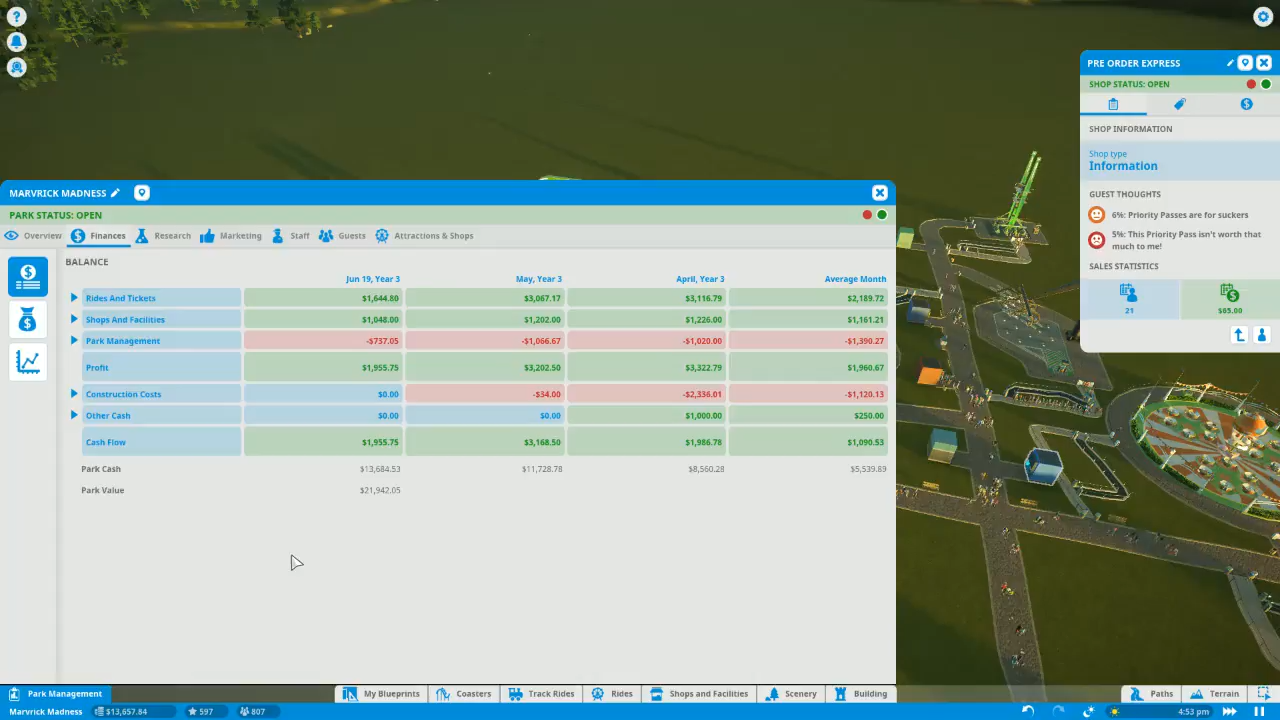 ?
PRE ORDER EXPRESS
SHOP STATUS: OPEN
SHOP INFORMATION
Shop type
Information
GUEST THOUGHTS
6%: Priority Passes are for suckers
5%: This Priority Pass isn't worth that
much to me!
SALES STATISTICS
21 $65.00
MARVRICK MADNESS
PARK STATUS: OPEN
Overview Finances Research Marketing Staff Guests Attractions & Shops
BALANCE
Jun 19, Year 3 May, Year 3 April, Year 3 Average Month
Rides And Tickets $1,644.80 $3,067.17 $3,116.79 $2,189.72
Shops And Facilities $1,048.00 $1,202.00 $1,226.00 $1,161.21
Park Management -$737.05 -$1,066.67 -$1,020.00 -$1,390.27
Profit $1,955.75 $3,202.50 $3,322.79 $1,960.67
Construction Costs $0.00 -$34.00 -$2,336.01 -$1,120.13
Other Cash $0.00 $0.00 $1,000.00 $250.00
Cash Flow $1,955.75 $3,168.50 $1,986.78 $1,090.53
Park Cash $13,684.53 $11,728.78 $8,560.28 $5,539.89
Park Value $21,942.05
Park Management My Blueprints Coasters Track Rides Rides Shops and Facilities Scenery Building Paths Terrain
Marvrick Madness $13,657.84 597 807 4:53 pm